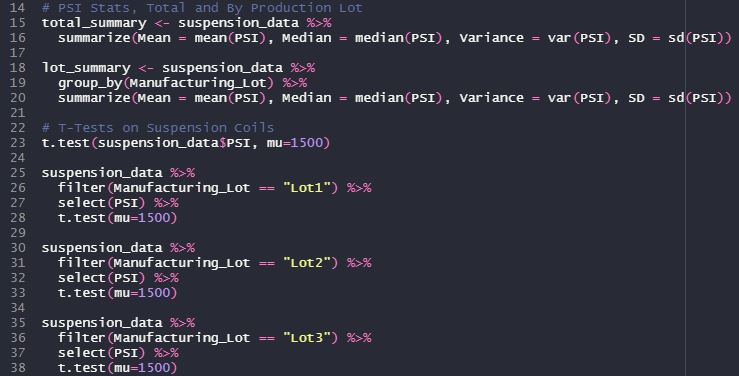 14 # PSI Stats, Total and By Production Lot
15 total_summary <- suspension_data %>%
16   summarize(Mean = mean(PSI), Median = median(PSI), Variance = var(PSI), SD = sd(PSI))
17
18 lot_summary <- suspension_data %>%
19   group_by(Manufacturing_Lot) %>%
20   summarize(Mean = mean(PSI), Median = median(PSI), Variance = var(PSI), SD = sd(PSI))
21
22 # T-Tests on Suspension Coils
23 t.test(suspension_data$PSI, mu=1500)
24
25 suspension_data %>%
26   filter(Manufacturing_Lot == "Lot1") %>%
27   select(PSI) %>%
28   t.test(mu=1500)
29
30 suspension_data %>%
31   filter(Manufacturing_Lot == "Lot2") %>%
32   select(PSI) %>%
33   t.test(mu=1500)
34
35 suspension_data %>%
36   filter(Manufacturing_Lot == "Lot3") %>%
37   select(PSI) %>%
38   t.test(mu=1500)